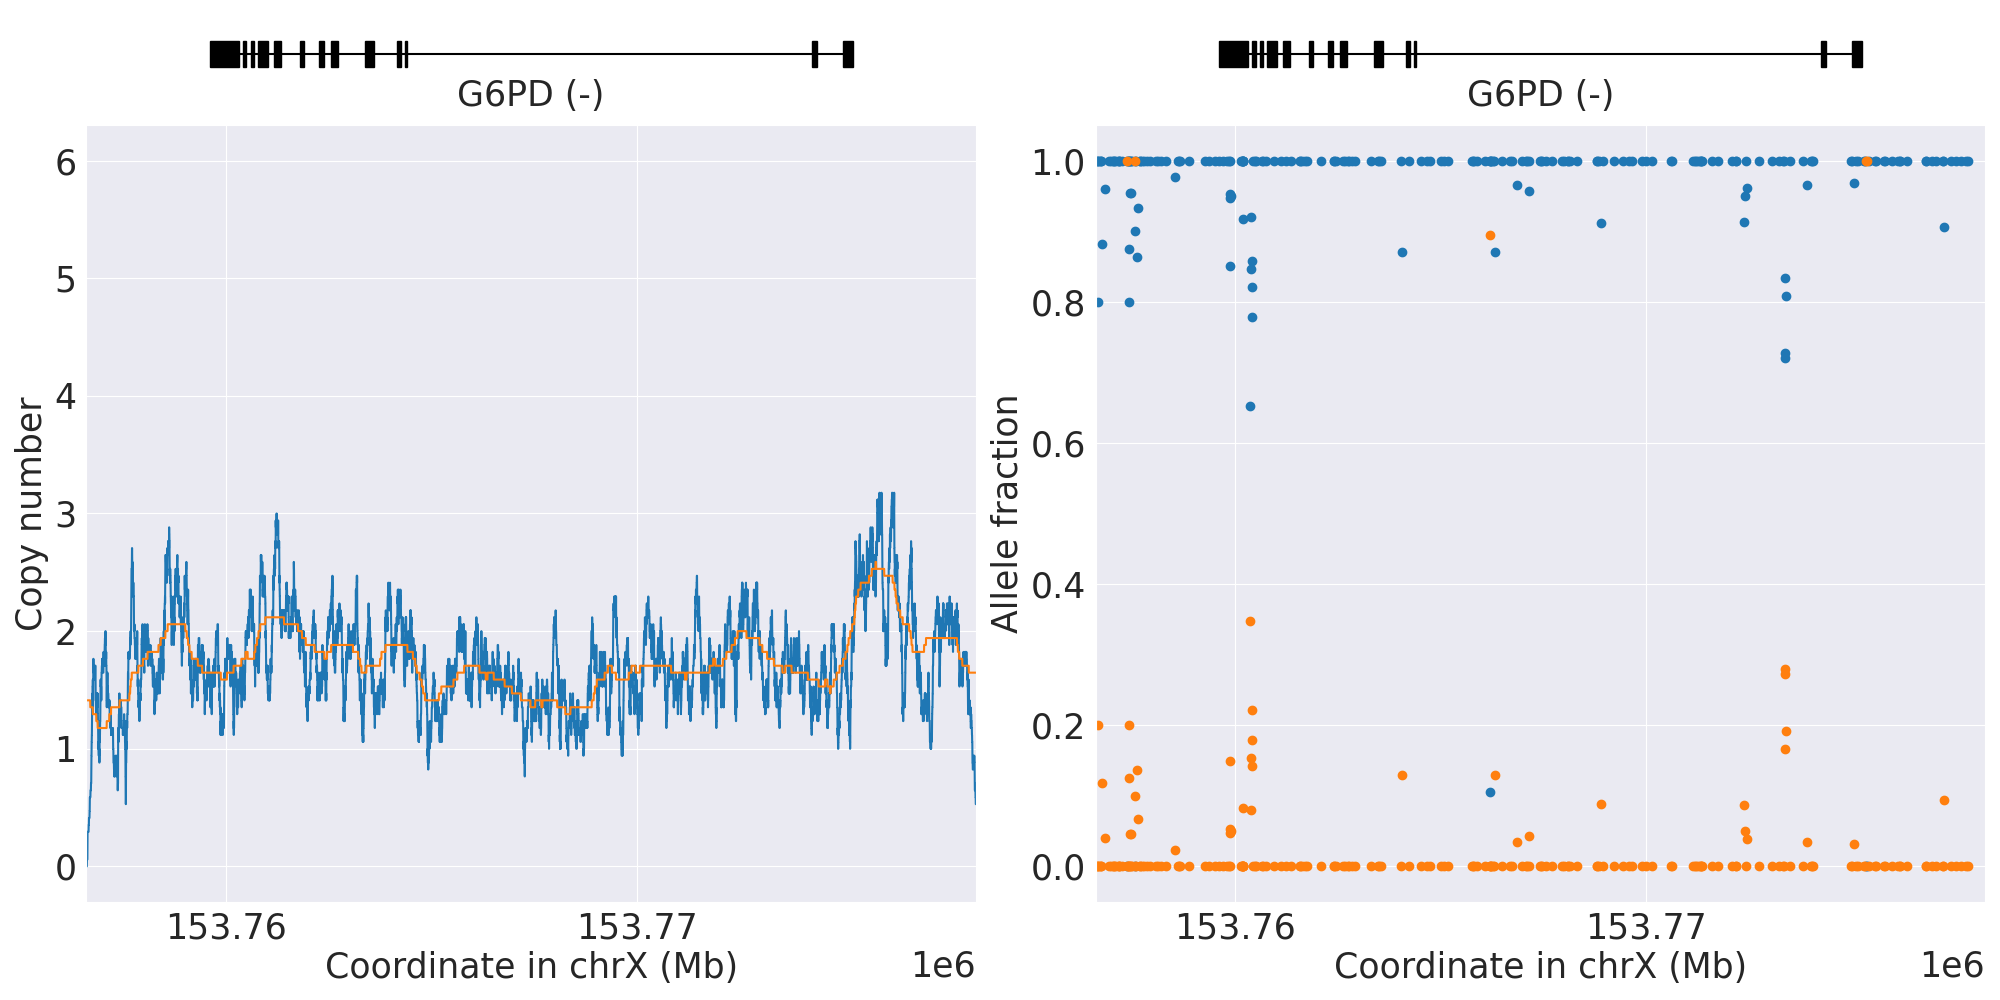 G6PD (-)
6
5
4
3
2
1
0
Copy number
153.76
153.77
Coordinate in chrX (Mb)
1e6
G6PD (-)
1.0
0.8
0.6
0.4
0.2
0.0
Allele fraction
153.76
153.77
Coordinate in chrX (Mb)
1e6